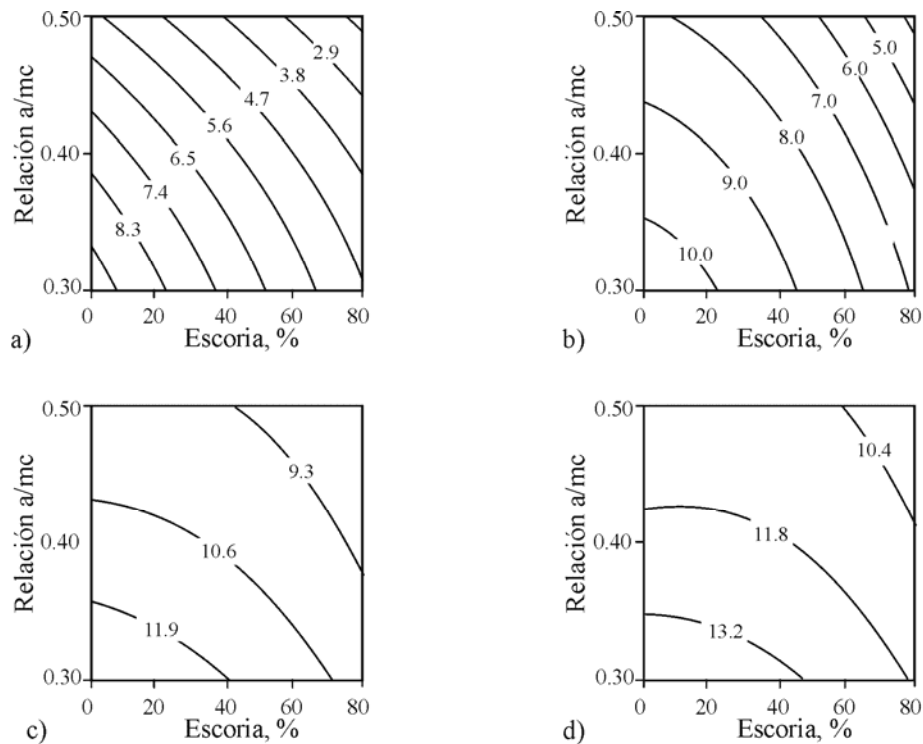 0.50
2.9
3.8
4.7
0.40
5.6
6.5
7.4
8.3
0.30
0 20 40 60 80
Relación a/mc
Escoria, %
a)
0.50
5.0
6.0
7.0
0.40
8.0
9.0
10.0
0.30
0 20 40 60 80
Relación a/mc
Escoria, %
b)
0.50
9.3
0.40
10.6
11.9
0.30
0 20 40 60 80
Relación a/mc
Escoria, %
c)
0.50
10.4
0.40
11.8
13.2
0.30
0 20 40 60 80
Relación a/mc
Escoria, %
d)